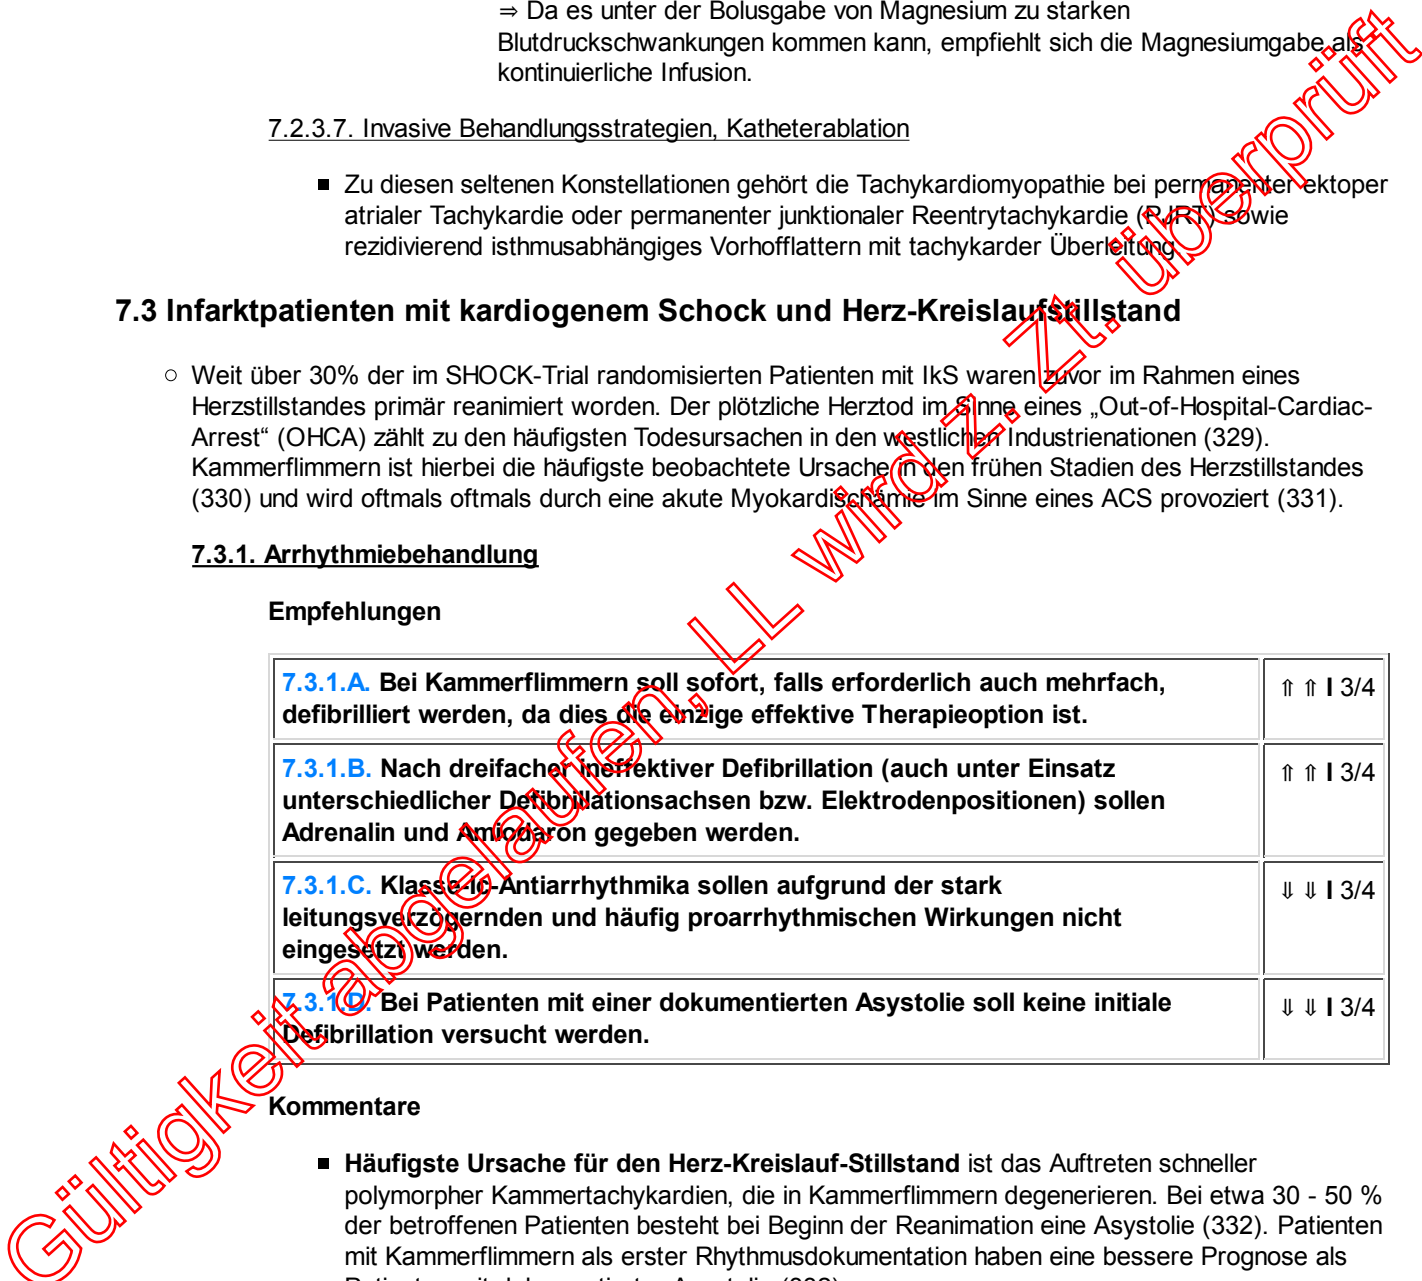 ⇒ Da es unter der Bolusgabe von Magnesium zu starken
Blutdruckschwankungen kommen kann, empfiehlt sich die Magnesiumgabe als
kontinuierliche Infusion.
7.2.3.7. Invasive Behandlungsstrategien, Katheterablation
■ Zu diesen seltenen Konstellationen gehört die Tachykardiomyopathie bei permanenter ektoper
atrialer Tachykardie oder permanenter junktionaler Reentrytachykardie (PJRT) sowie
rezidivierend isthmusabhängiges Vorhofflattern mit tachykarder Überleitung.
7.3 Infarktpatienten mit kardiogenem Schock und Herz-Kreislaufstillstand
○ Weit über 30% der im SHOCK-Trial randomisierten Patienten mit IkS waren zuvor im Rahmen eines
Herzstillstandes primär reanimiert worden. Der plötzliche Herztod im Sinne eines „Out-of-Hospital-Cardiac-
Arrest“ (OHCA) zählt zu den häufigsten Todesursachen in den westlichen Industrienationen (329).
Kammerflimmern ist hierbei die häufigste beobachtete Ursache in den frühen Stadien des Herzstillstandes
(330) und wird oftmals oftmals durch eine akute Myokardischämie im Sinne eines ACS provoziert (331).
7.3.1. Arrhythmiebehandlung
Empfehlungen
7.3.1.A. Bei Kammerflimmern soll sofort, falls erforderlich auch mehrfach, ⇑ ⇑ I 3/4
defibrilliert werden, da dies die einzige effektive Therapieoption ist.
7.3.1.B. Nach dreifacher ineffektiver Defibrillation (auch unter Einsatz ⇑ ⇑ I 3/4
unterschiedlicher Defibrillationsachsen bzw. Elektrodenpositionen) sollen
Adrenalin und Amiodaron gegeben werden.
7.3.1.C. Klasse-Ic-Antiarrhythmika sollen aufgrund der stark ⇓ ⇓ I 3/4
leitungsverzögernden und häufig proarrhythmischen Wirkungen nicht
eingesetzt werden.
7.3.1.D. Bei Patienten mit einer dokumentierten Asystolie soll keine initiale ⇓ ⇓ I 3/4
Defibrillation versucht werden.
Kommentare
■ Häufigste Ursache für den Herz-Kreislauf-Stillstand ist das Auftreten schneller
polymorpher Kammertachykardien, die in Kammerflimmern degenerieren. Bei etwa 30 - 50 %
der betroffenen Patienten besteht bei Beginn der Reanimation eine Asystolie (332). Patienten
mit Kammerflimmern als erster Rhythmusdokumentation haben eine bessere Prognose als
Gültigkeit abgelaufen, LL wird z. Zt. überprüft